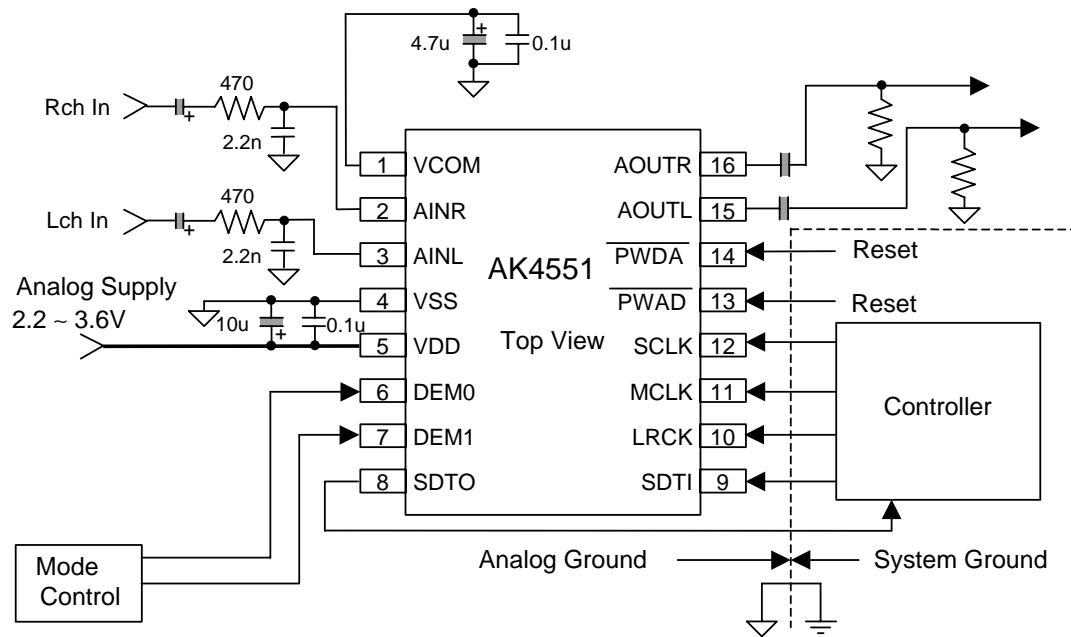 4.7u
+
0.1u
470
Rch In
+
2.2n
470
Lch In
+
2.2n
Analog Supply
2.2 ~ 3.6V
10u
+
0.1u
1 VCOM
2 AINR
3 AINL
4 VSS
5 VDD
6 DEM0
7 DEM1
8 SDTO
AK4551
Top View
AOUTR 16
AOUTL 15
PWDA 14
PWAD 13
SCLK 12
MCLK 11
LRCK 10
SDTI 9
Reset
Reset
Controller
Mode
Control
Analog Ground
System Ground